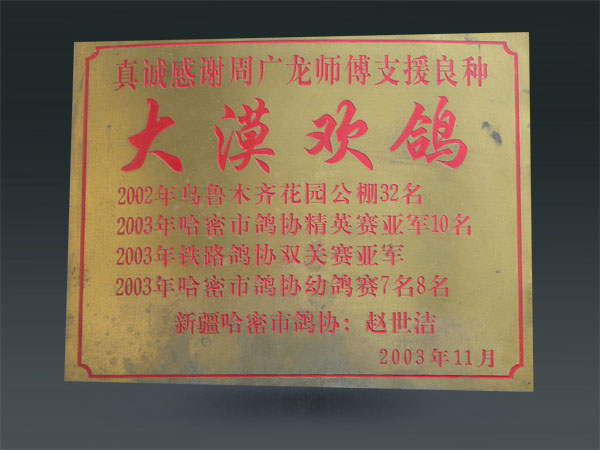 真诚感谢周广龙师傅支援良种
大漠欢鸽
2002年乌鲁木齐花园公棚32名
2003年哈密市鸽协精英赛亚军10名
2003年铁路鸽协双关赛亚军
2003年哈密市鸽协幼鸽赛7名8名
新疆哈密市鸽协：赵世洁
2003年11月